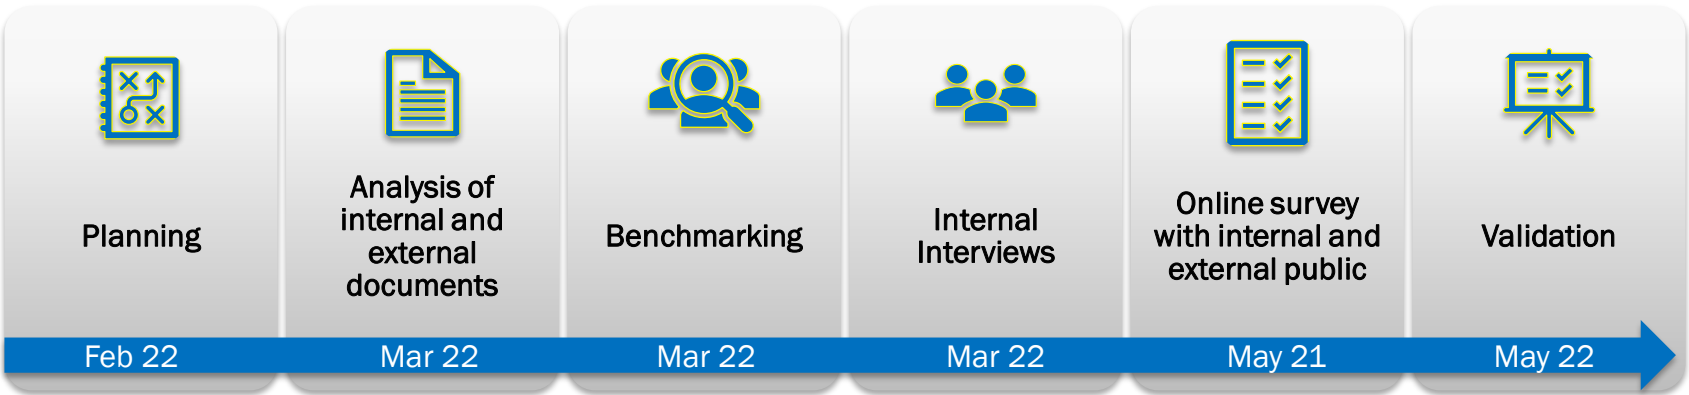 Planning
Analysis of
internal and
external
documents
Benchmarking
Internal
Interviews
Online survey
with internal and
external public
Validation
Feb 22
Mar 22
Mar 22
Mar 22
May 21
May 22